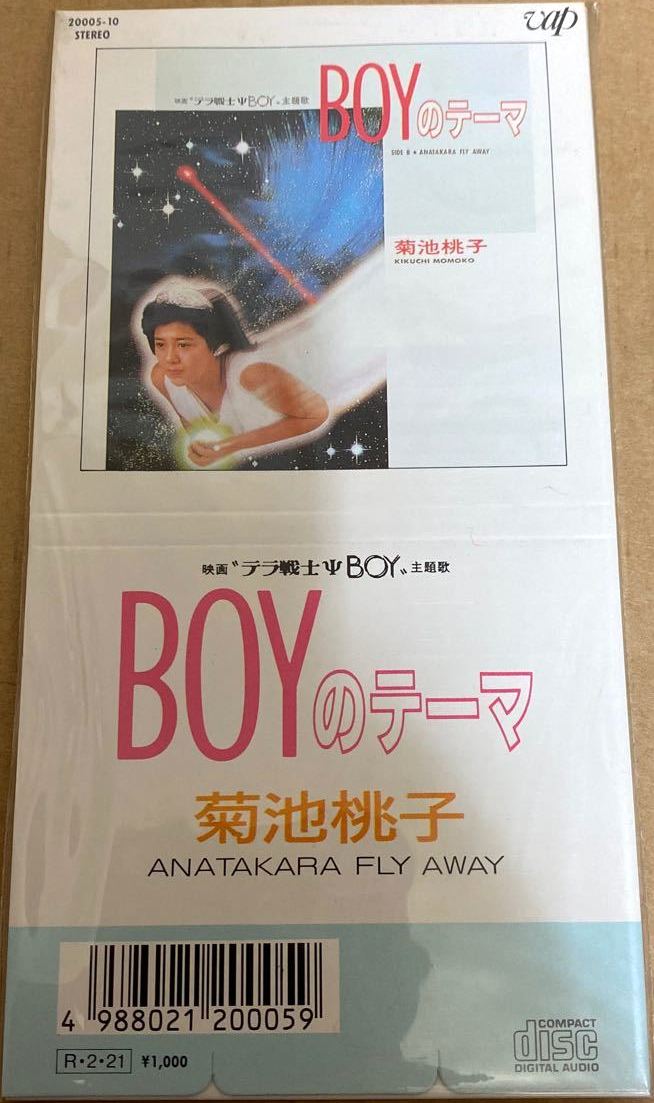 20005-10
STEREO
vap
映画〝テラ戦士ΨBOY〟主題歌
BOYのテーマ
SIDE B ★ ANATAKARA FLY AWAY
菊池桃子
KIKUCHI MOMOKO
映画〝テラ戦士ΨBOY〟主題歌
BOYのテーマ
菊池桃子
ANATAKARA FLY AWAY
4 988021 200059
R・2・21 ¥1,000
COMPACT
disc
DIGITAL AUDIO